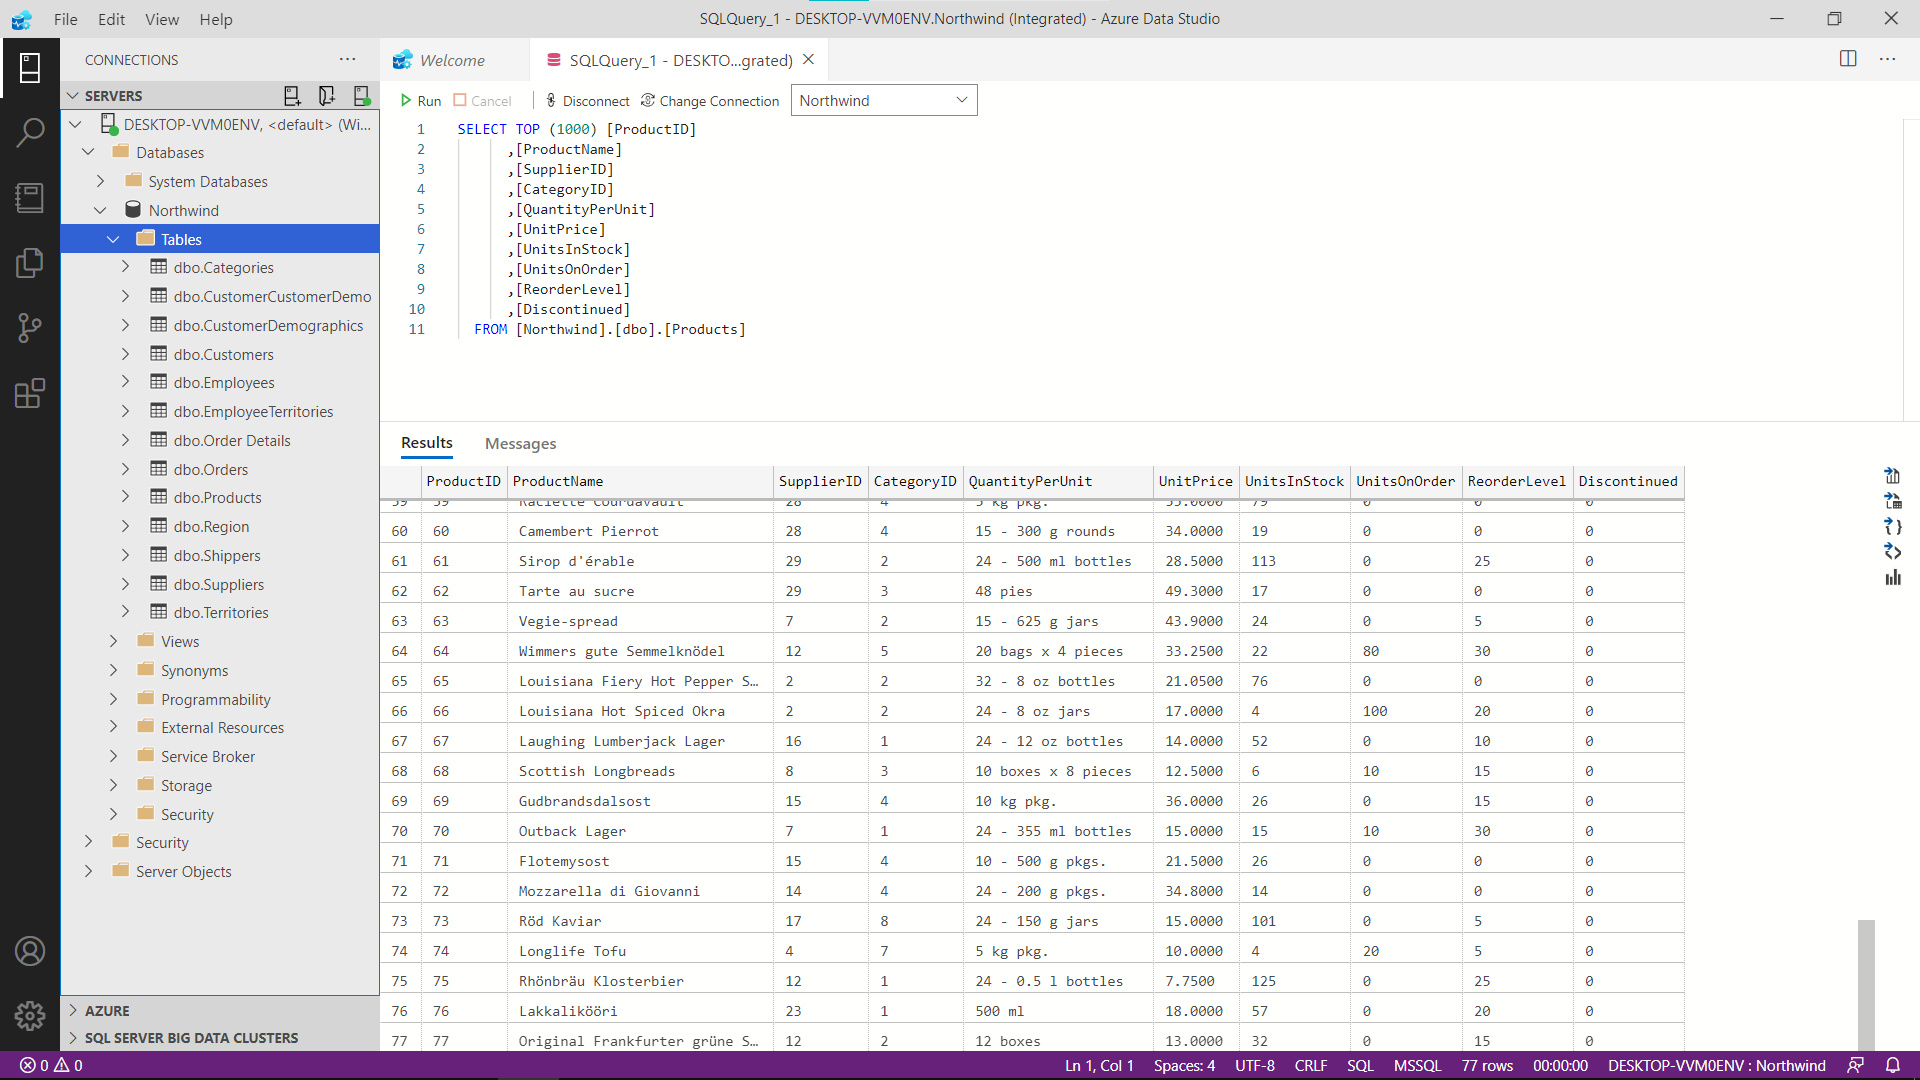 File Edit View Help
SQLQuery_1 - DESKTOP-VVM0ENV.Northwind (Integrated) - Azure Data Studio
CONNECTIONS
SERVERS
DESKTOP-VVM0ENV, <default> (Wi...
Databases
System Databases
Northwind
Tables
dbo.Categories
dbo.CustomerCustomerDemo
dbo.CustomerDemographics
dbo.Customers
dbo.Employees
dbo.EmployeeTerritories
dbo.Order Details
dbo.Orders
dbo.Products
dbo.Region
dbo.Shippers
dbo.Suppliers
dbo.Territories
Views
Synonyms
Programmability
External Resources
Service Broker
Storage
Security
Security
Server Objects
AZURE
SQL SERVER BIG DATA CLUSTERS
Welcome
SQLQuery_1 - DESKTO...grated)
Run Cancel Disconnect Change Connection Northwind
1 SELECT TOP (1000) [ProductID]
2 ,[ProductName]
3 ,[SupplierID]
4 ,[CategoryID]
5 ,[QuantityPerUnit]
6 ,[UnitPrice]
7 ,[UnitsInStock]
8 ,[UnitsOnOrder]
9 ,[ReorderLevel]
10 ,[Discontinued]
11 FROM [Northwind].[dbo].[Products]
Results Messages
ProductID ProductName SupplierID CategoryID QuantityPerUnit UnitPrice UnitsInStock UnitsOnOrder ReorderLevel Discontinued
59 59 Raclette Courdavault 28 4 5 kg pkg. 55.0000 79 0 0 0
60 60 Camembert Pierrot 28 4 15 - 300 g rounds 34.0000 19 0 0 0
61 61 Sirop d'érable 29 2 24 - 500 ml bottles 28.5000 113 0 25 0
62 62 Tarte au sucre 29 3 48 pies 49.3000 17 0 0 0
63 63 Vegie-spread 7 2 15 - 625 g jars 43.9000 24 0 5 0
64 64 Wimmers gute Semmelknödel 12 5 20 bags x 4 pieces 33.2500 22 80 30 0
65 65 Louisiana Fiery Hot Pepper S... 2 2 32 - 8 oz bottles 21.0500 76 0 0 0
66 66 Louisiana Hot Spiced Okra 2 2 24 - 8 oz jars 17.0000 4 100 20 0
67 67 Laughing Lumberjack Lager 16 1 24 - 12 oz bottles 14.0000 52 0 10 0
68 68 Scottish Longbreads 8 3 10 boxes x 8 pieces 12.5000 6 10 15 0
69 69 Gudbrandsdalsost 15 4 10 kg pkg. 36.0000 26 0 15 0
70 70 Outback Lager 7 1 24 - 355 ml bottles 15.0000 15 10 30 0
71 71 Flotemysost 15 4 10 - 500 g pkgs. 21.5000 26 0 0 0
72 72 Mozzarella di Giovanni 14 4 24 - 200 g pkgs. 34.8000 14 0 0 0
73 73 Röd Kaviar 17 8 24 - 150 g jars 15.0000 101 0 5 0
74 74 Longlife Tofu 4 7 5 kg pkg. 10.0000 4 20 5 0
75 75 Rhönbräu Klosterbier 12 1 24 - 0.5 l bottles 7.7500 125 0 25 0
76 76 Lakkalikööri 23 1 500 ml 18.0000 57 0 20 0
77 77 Original Frankfurter grüne S... 12 2 12 boxes 13.0000 32 0 15 0
0 0
Ln 1, Col 1 Spaces: 4 UTF-8 CRLF SQL MSSQL 77 rows 00:00:00 DESKTOP-VVM0ENV : Northwind